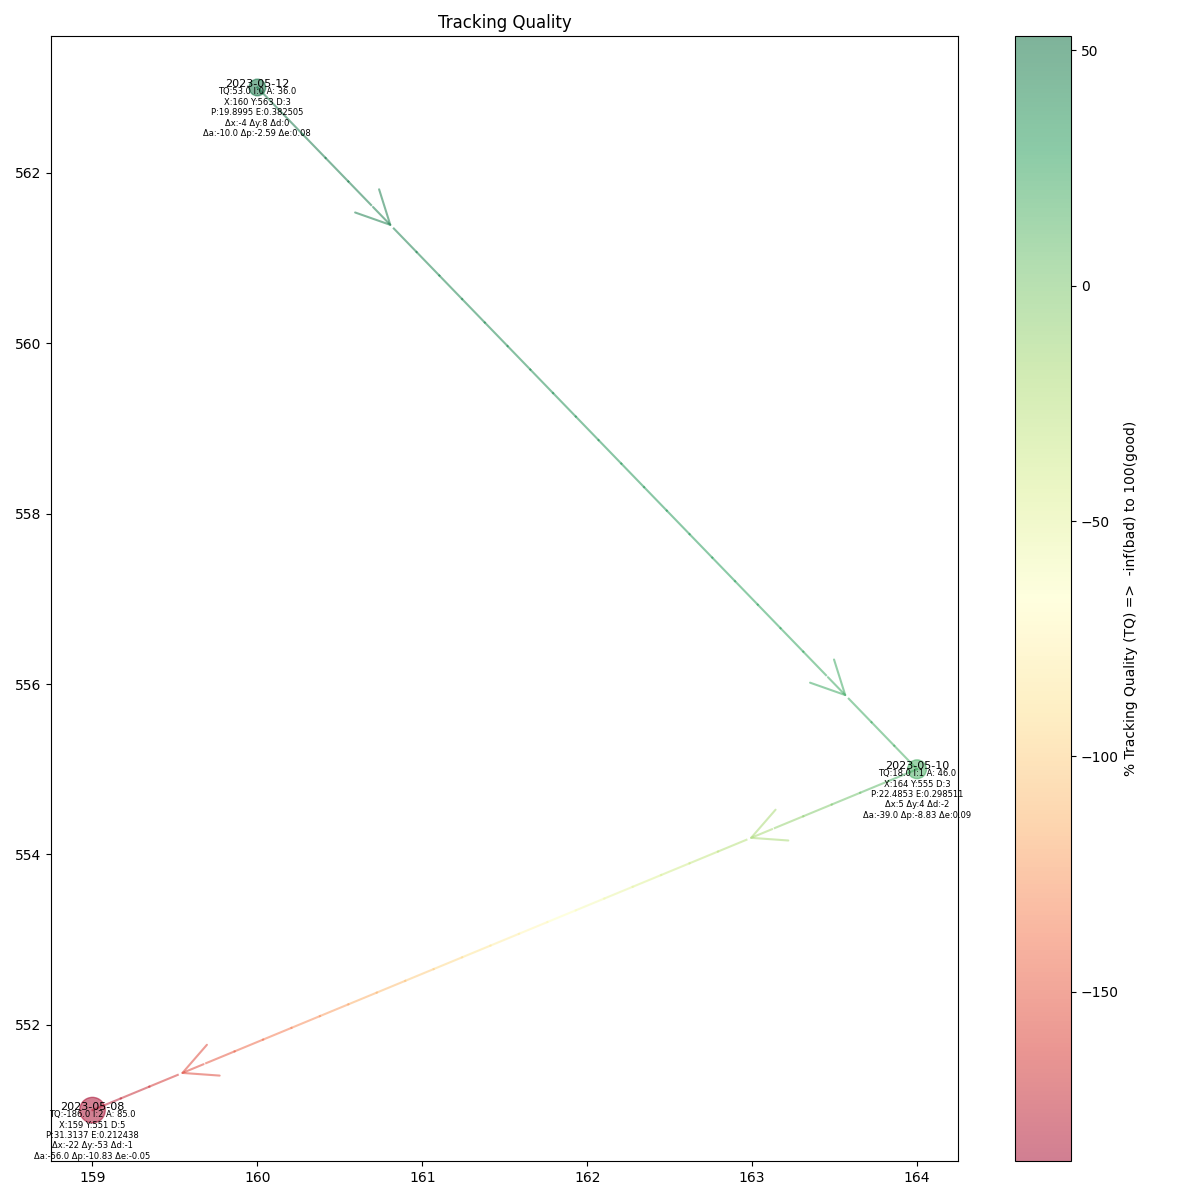 Tracking Quality
2023-05-12
TQ:53.0 I:0 A: 36.0
X:160 Y:563 D:3
P:19.8995 E:0.382505
Δx:-4 Δy:8 Δd:0
Δa:-10.0 Δp:-2.59 Δe:0.08
2023-05-10
TQ:18.0 I:1 A: 46.0
X:164 Y:555 D:3
P:22.4853 E:0.298511
Δx:5 Δy:4 Δd:-2
Δa:-39.0 Δp:-8.83 Δe:0.09
2023-05-08
TQ:-186.0 I:2 A: 85.0
X:159 Y:551 D:5
P:31.3137 E:0.212438
Δx:-22 Δy:-53 Δd:-1
Δa:-56.0 Δp:-10.83 Δe:-0.05
562
560
558
556
554
552
159
160
161
162
163
164
50
0
−50
−100
−150
% Tracking Quality (TQ) => -inf(bad) to 100(good)